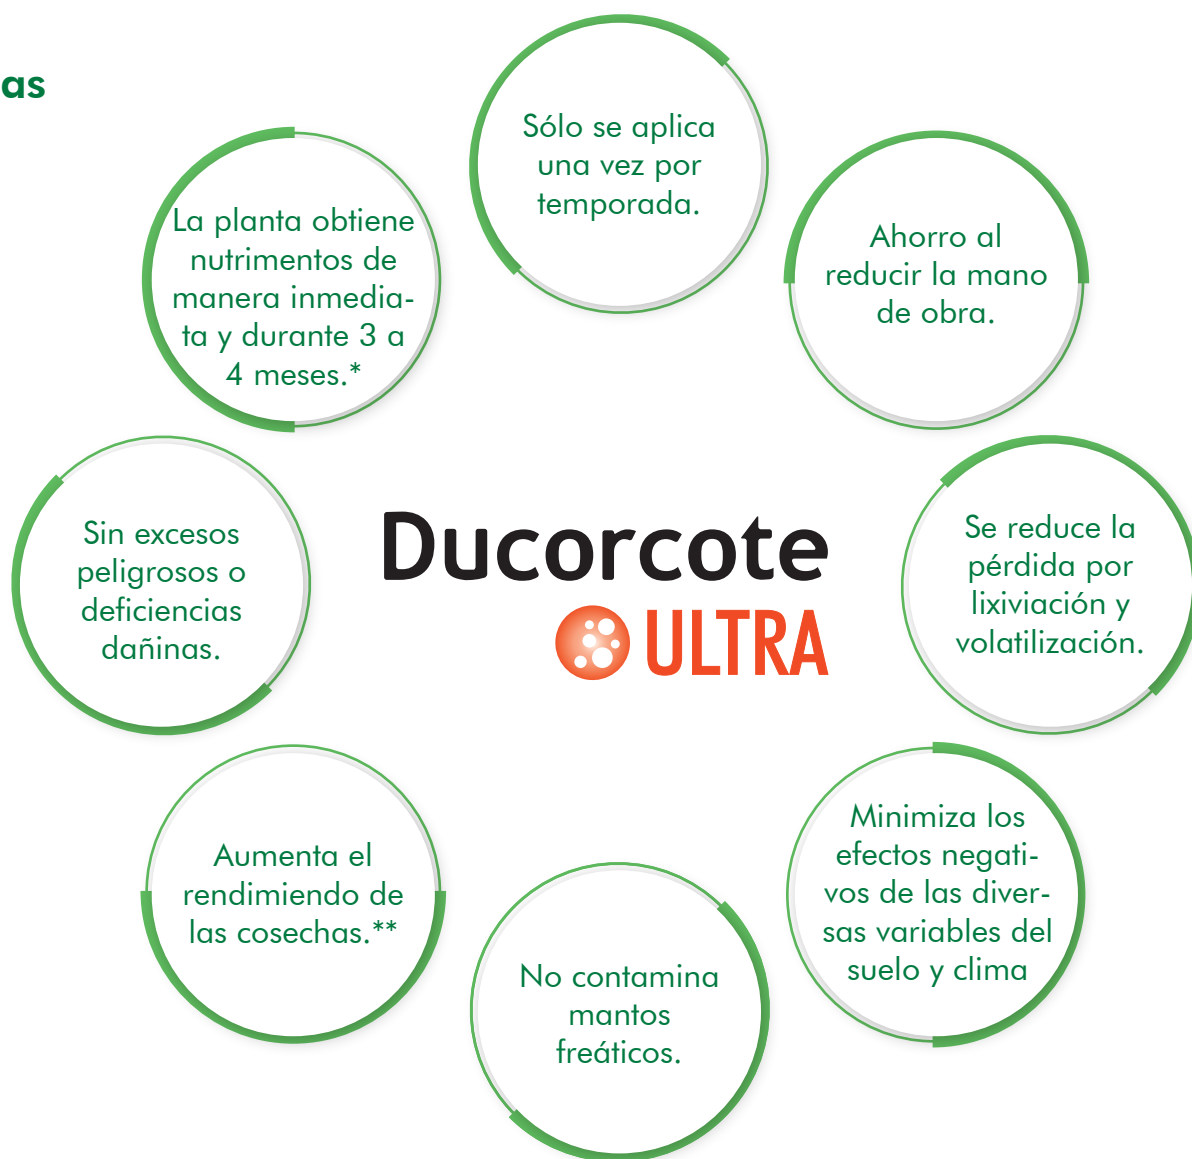 as
Sólo se aplica
una vez por
temporada.
Ahorro al
reducir la mano
de obra.
Se reduce la
pérdida por
lixiviación y
volatilización.
Minimiza los
efectos negati-
vos de las diver-
sas variables del
suelo y clima
No contamina
mantos
freáticos.
Aumenta el
rendimiendo de
las cosechas.**
Sin excesos
peligrosos o
deficiencias
dañinas.
La planta obtiene
nutrimentos de
manera inmedia-
ta y durante 3 a
4 meses.*
Ducorcote
ULTRA